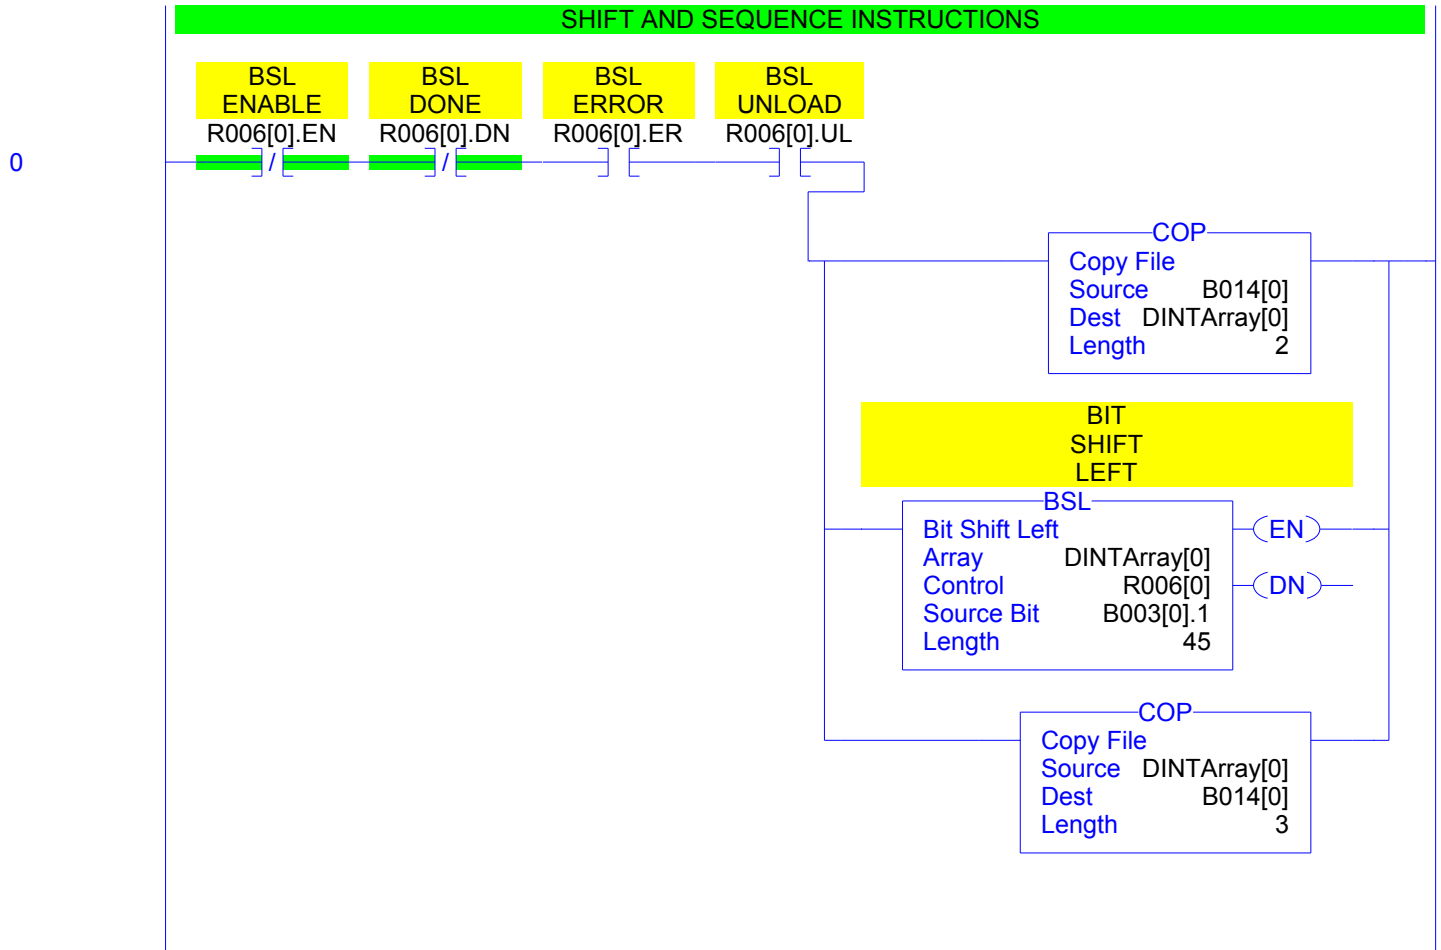 SHIFT AND SEQUENCE INSTRUCTIONS
BSL
ENABLE
R006[0].EN
BSL
DONE
R006[0].DN
BSL
ERROR
R006[0].ER
BSL
UNLOAD
R006[0].UL
0
/
/
COP
Copy File
Source B014[0]
Dest DINTArray[0]
Length 2
BIT
SHIFT
LEFT
BSL
Bit Shift Left
Array DINTArray[0]
Control R006[0]
Source Bit B003[0].1
Length 45
EN
DN
COP
Copy File
Source DINTArray[0]
Dest B014[0]
Length 3